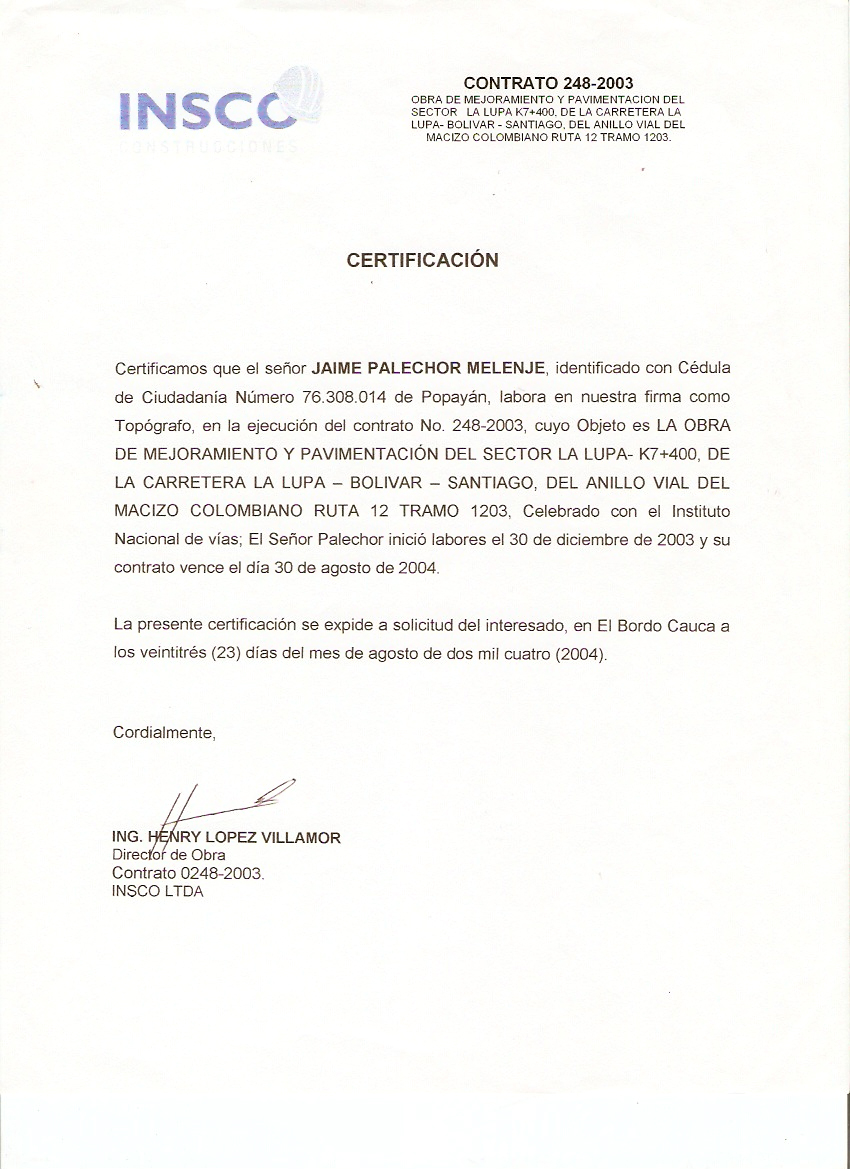 INSCO
CONSTRUCCIONES
CONTRATO 248-2003
OBRA DE MEJORAMIENTO Y PAVIMENTACION DEL
SECTOR LA LUPA K7+400, DE LA CARRETERA LA
LUPA- BOLIVAR - SANTIAGO, DEL ANILLO VIAL DEL
MACIZO COLOMBIANO RUTA 12 TRAMO 1203.
CERTIFICACIÓN
Certificamos que el señor JAIME PALECHOR MELENJE, identificado con Cédula
de Ciudadanía Número 76.308.014 de Popayán, labora en nuestra firma como
Topógrafo, en la ejecución del contrato No. 248-2003, cuyo Objeto es LA OBRA
DE MEJORAMIENTO Y PAVIMENTACIÓN DEL SECTOR LA LUPA- K7+400, DE
LA CARRETERA LA LUPA – BOLIVAR – SANTIAGO, DEL ANILLO VIAL DEL
MACIZO COLOMBIANO RUTA 12 TRAMO 1203, Celebrado con el Instituto
Nacional de vías; El Señor Palechor inició labores el 30 de diciembre de 2003 y su
contrato vence el día 30 de agosto de 2004.
La presente certificación se expide a solicitud del interesado, en El Bordo Cauca a
los veintitrés (23) días del mes de agosto de dos mil cuatro (2004).
Cordialmente,
ING. HENRY LOPEZ VILLAMOR
Director de Obra
Contrato 0248-2003.
INSCO LTDA